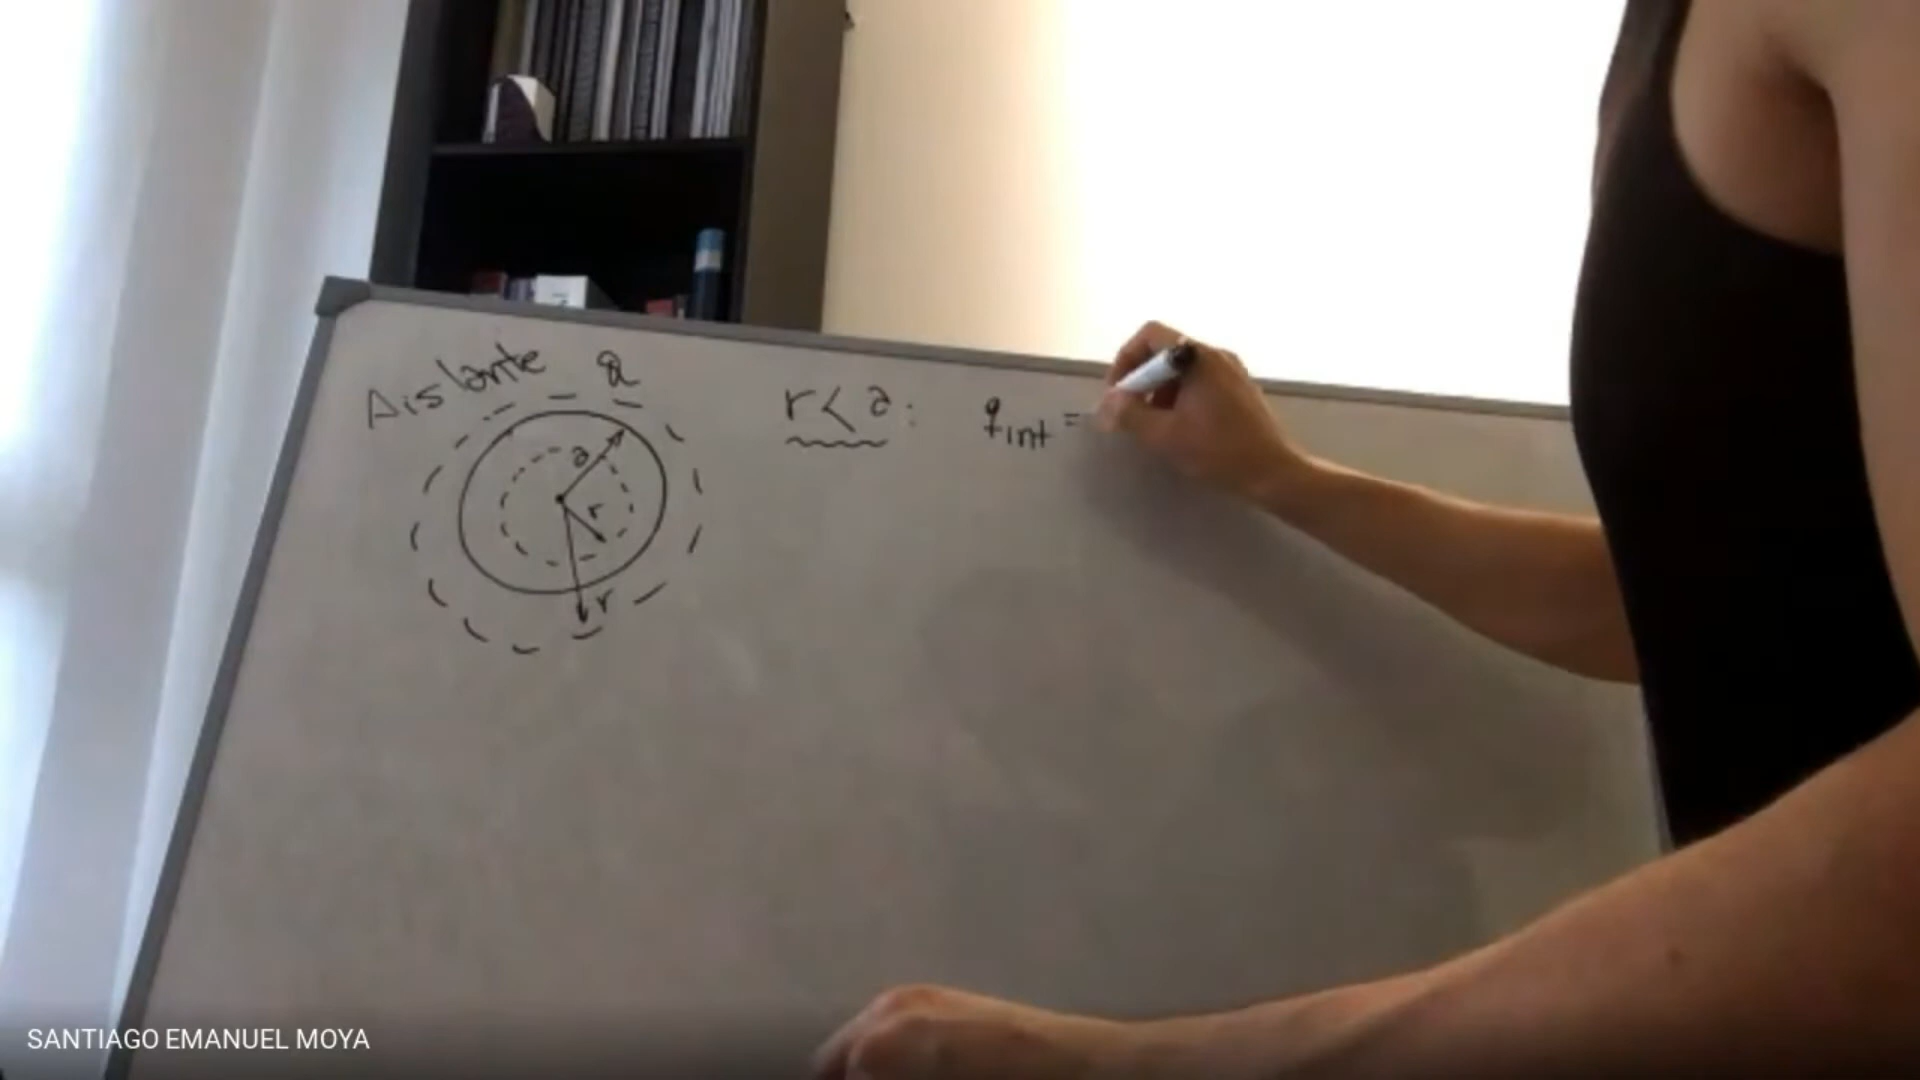 Aislante Q
a
r
r
r < a :
qint =
SANTIAGO EMANUEL MOYA